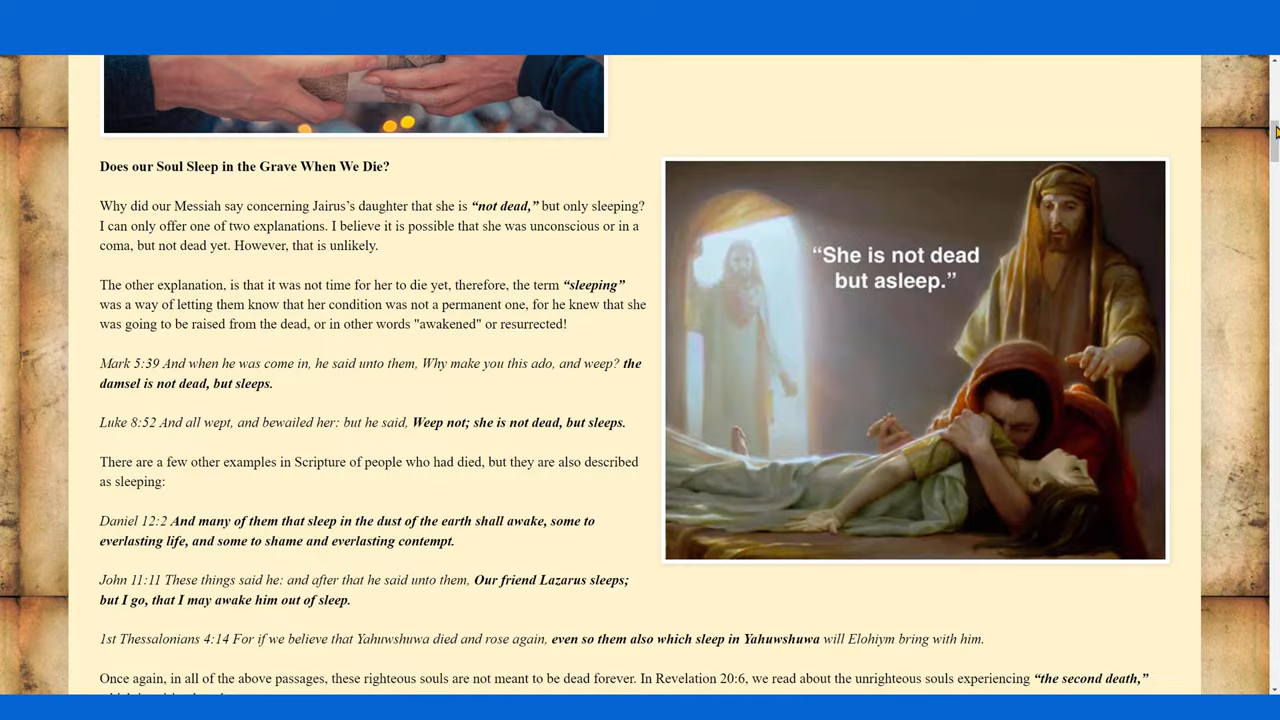 Does our Soul Sleep in the Grave When We Die?
Why did our Messiah say concerning Jairus’s daughter that she is “not dead,” but only sleeping?
I can only offer one of two explanations. I believe it is possible that she was unconscious or in a
coma, but not dead yet. However, that is unlikely.
The other explanation, is that it was not time for her to die yet, therefore, the term “sleeping”
was a way of letting them know that her condition was not a permanent one, for he knew that she
was going to be raised from the dead, or in other words "awakened" or resurrected!
Mark 5:39 And when he was come in, he said unto them, Why make you this ado, and weep? the
damsel is not dead, but sleeps.
Luke 8:52 And all wept, and bewailed her: but he said, Weep not; she is not dead, but sleeps.
There are a few other examples in Scripture of people who had died, but they are also described
as sleeping:
Daniel 12:2 And many of them that sleep in the dust of the earth shall awake, some to
everlasting life, and some to shame and everlasting contempt.
John 11:11 These things said he: and after that he said unto them, Our friend Lazarus sleeps;
but I go, that I may awake him out of sleep.
“She is not dead
but asleep.”
1st Thessalonians 4:14 For if we believe that Yahuwshuwa died and rose again, even so them also which sleep in Yahuwshuwa will Elohiym bring with him.
Once again, in all of the above passages, these righteous souls are not meant to be dead forever. In Revelation 20:6, we read about the unrighteous souls experiencing “the second death,”